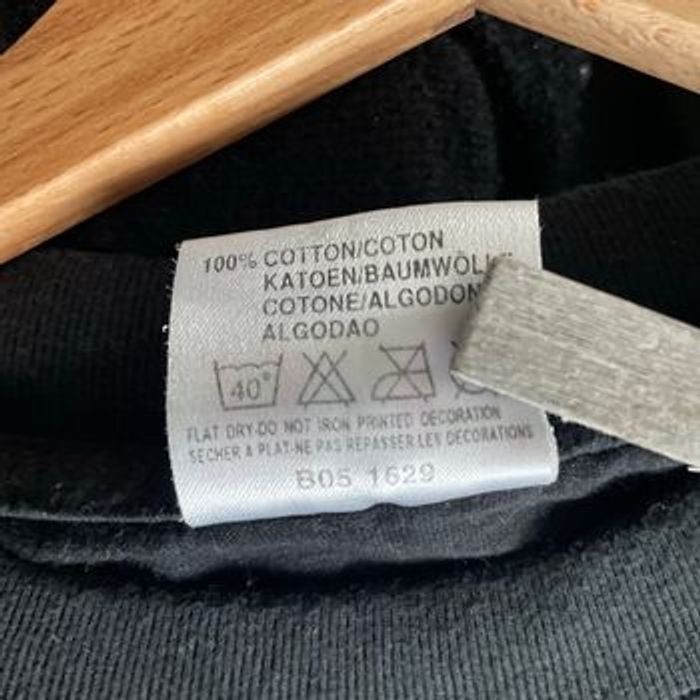 100% COTTON/COTON
KATOEN/BAUMWOLLE
COTONE/ALGODON
ALGODAO
40°
FLAT DRY-DO NOT IRON PRINTED DECORATION
SECHER A PLAT-NE PAS REPASSER LES DECORATIONS
B05 1629